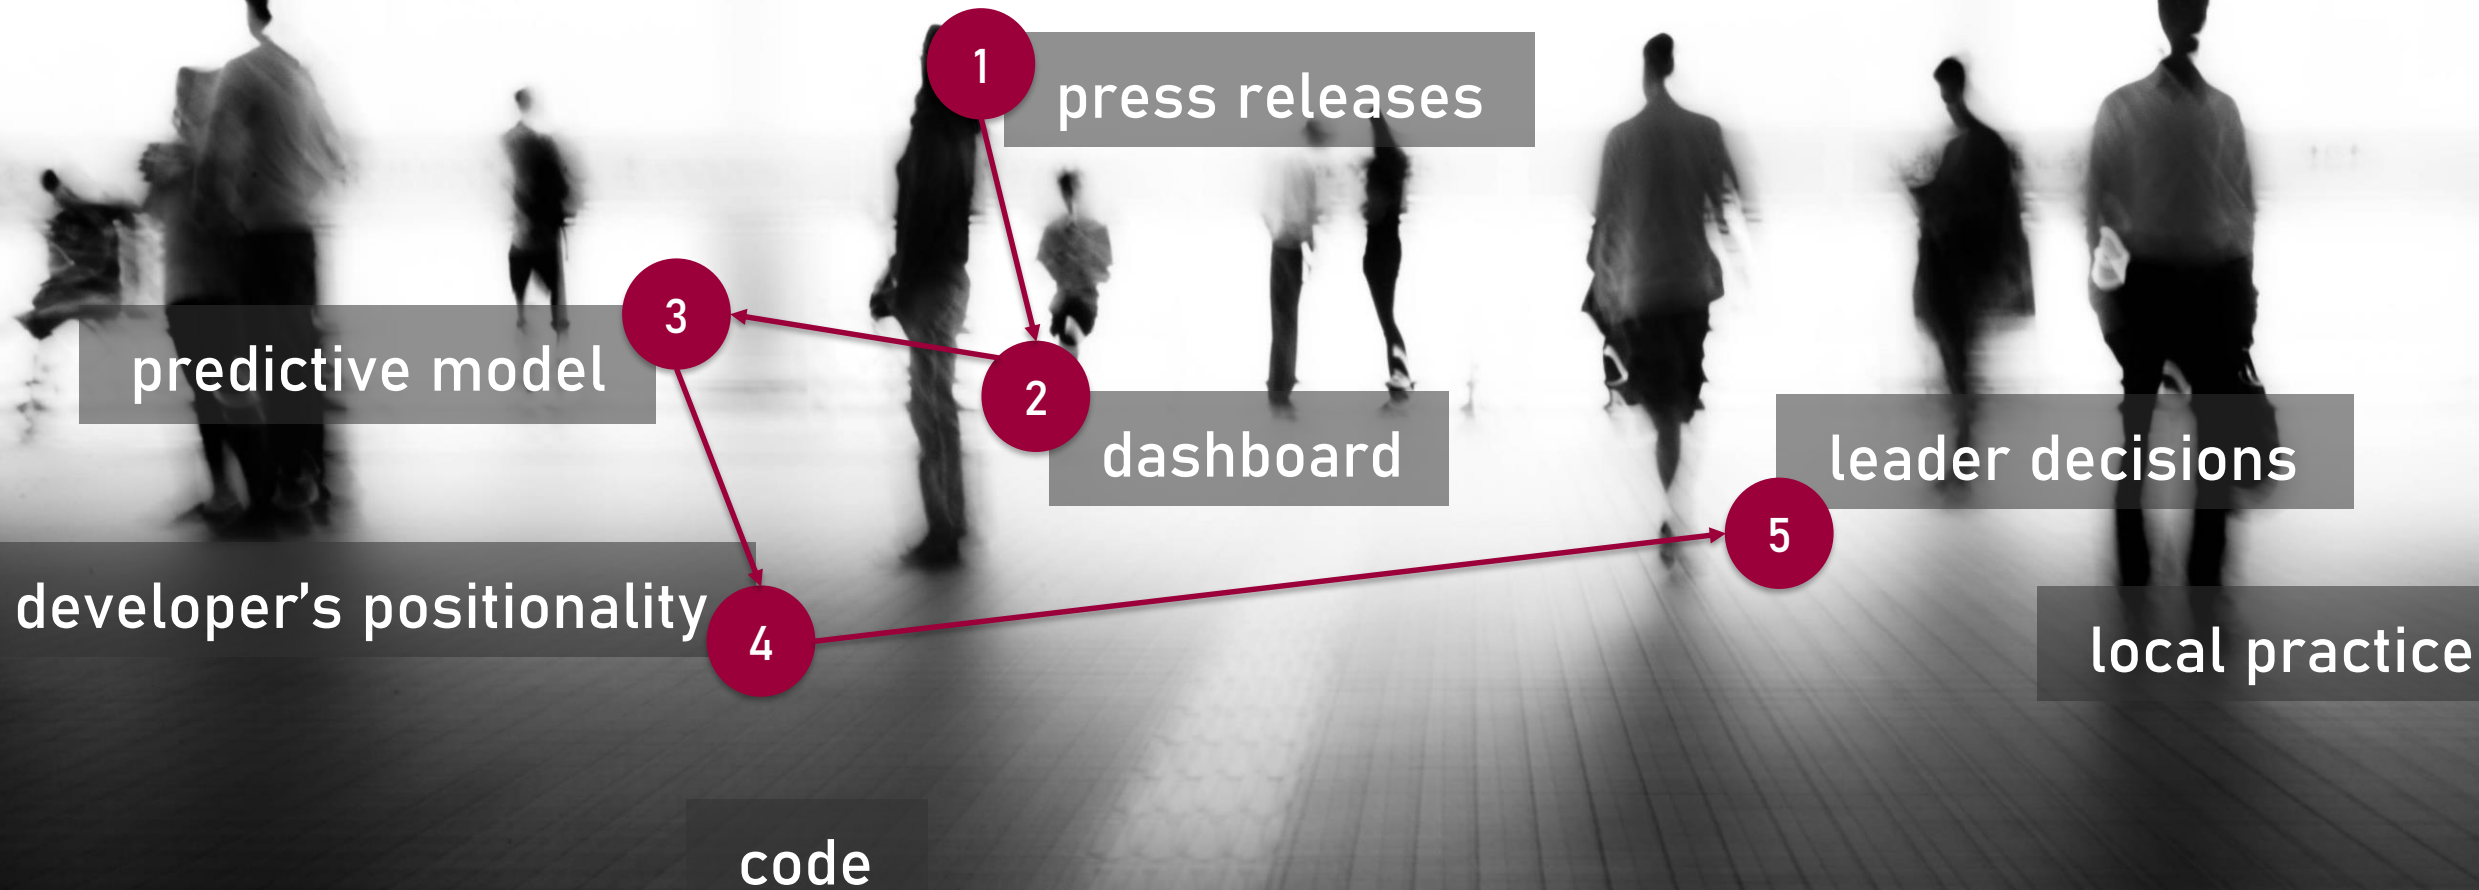 1
press releases
3
predictive model
2
dashboard
leader decisions
5
developer’s positionality
4
local practice
code